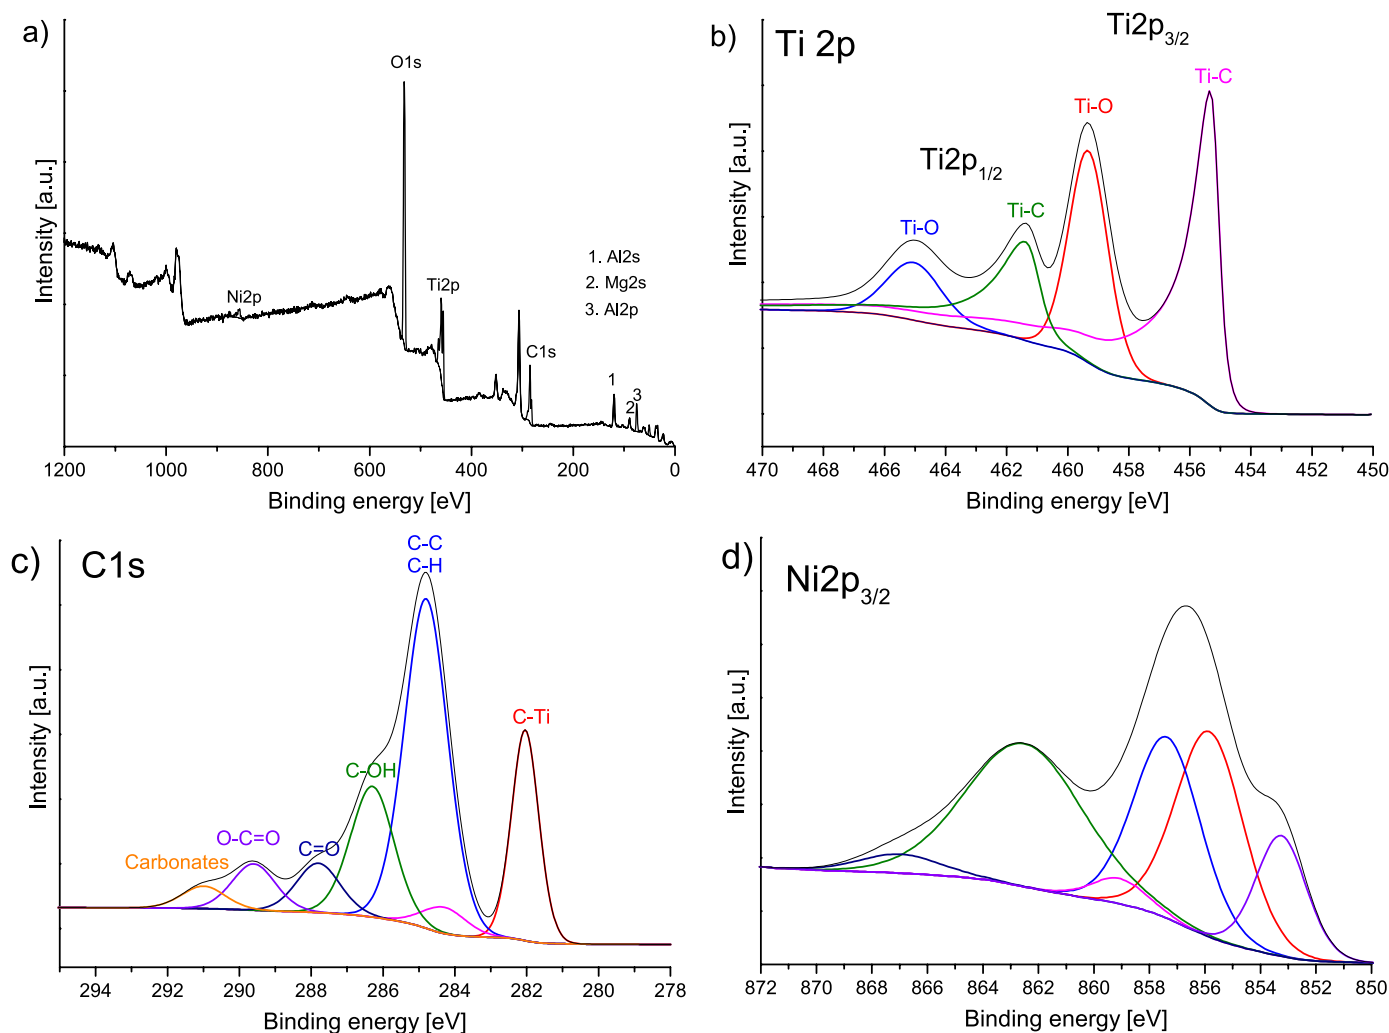 a)
O1s
Ni2p
Ti2p
C1s
1. Al2s
2. Mg2s
3. Al2p
1
2
3
Intensity [a.u.]
1200 1000 800 600 400 200 0
Binding energy [eV]
b) Ti 2p
Ti2p3/2
Ti-C
Ti-O
Ti2p1/2
Ti-C
Ti-O
Intensity [a.u.]
470 468 466 464 462 460 458 456 454 452 450
Binding energy [eV]
c) C1s
C-C
C-H
C-Ti
C-OH
C=O
O-C=O
Carbonates
Intensity [a.u.]
294 292 290 288 286 284 282 280 278
Binding energy [eV]
d)
Ni2p3/2
Intensity [a.u.]
872 870 868 866 864 862 860 858 856 854 852 850
Binding energy [eV]